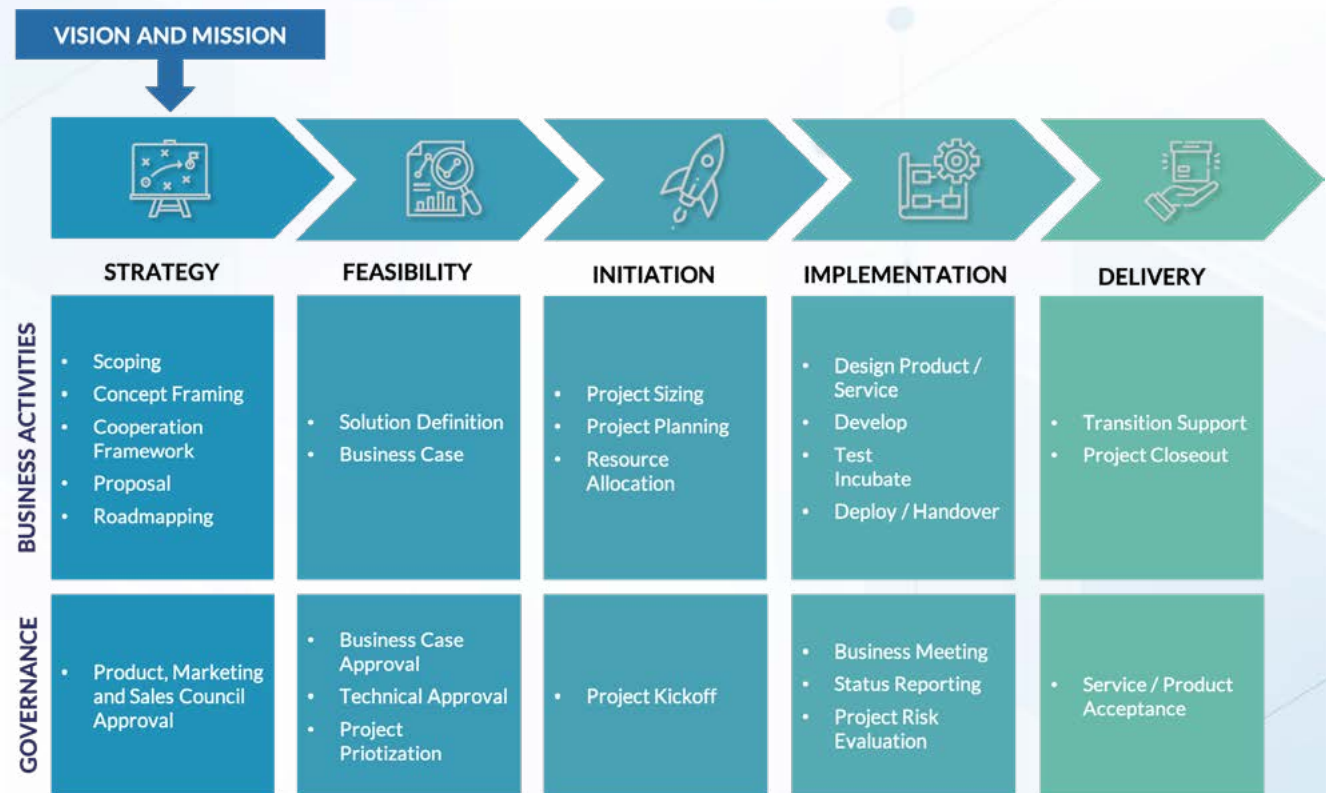 VISION AND MISSION
STRATEGY
FEASIBILITY
INITIATION
IMPLEMENTATION
DELIVERY
BUSINESS ACTIVITIES
• Scoping
• Concept Framing
• Cooperation
Framework
• Proposal
• Roadmapping
• Solution Definition
• Business Case
• Project Sizing
• Project Planning
• Resource
Allocation
• Design Product /
Service
• Develop
• Test
Incubate
• Deploy / Handover
• Transition Support
• Project Closeout
GOVERNANCE
• Product, Marketing
and Sales Council
Approval
• Business Case
Approval
• Technical Approval
• Project
Priotization
• Project Kickoff
• Business Meeting
• Status Reporting
• Project Risk
Evaluation
• Service / Product
Acceptance